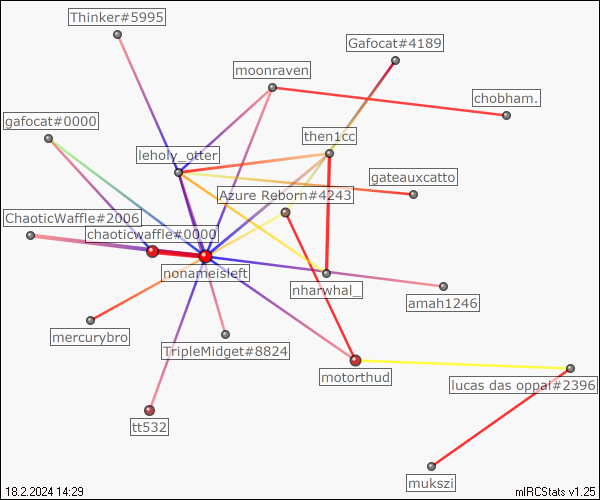 Thinker#5995
Gafocat#4189
moonraven
chobham.
gafocat#0000
then1cc
leholy_otter
gateauxcatto
Azure Reborn#4243
ChaoticWaffle#2006
chaoticwaffle#0000
nonameisleft
nharwhal_
amah1246
mercurybro
TripleMidget#8824
motorthud
lucas das oppai#2396
tt532
mukszi
18.2.2024 14:29
mIRCStats v1.25